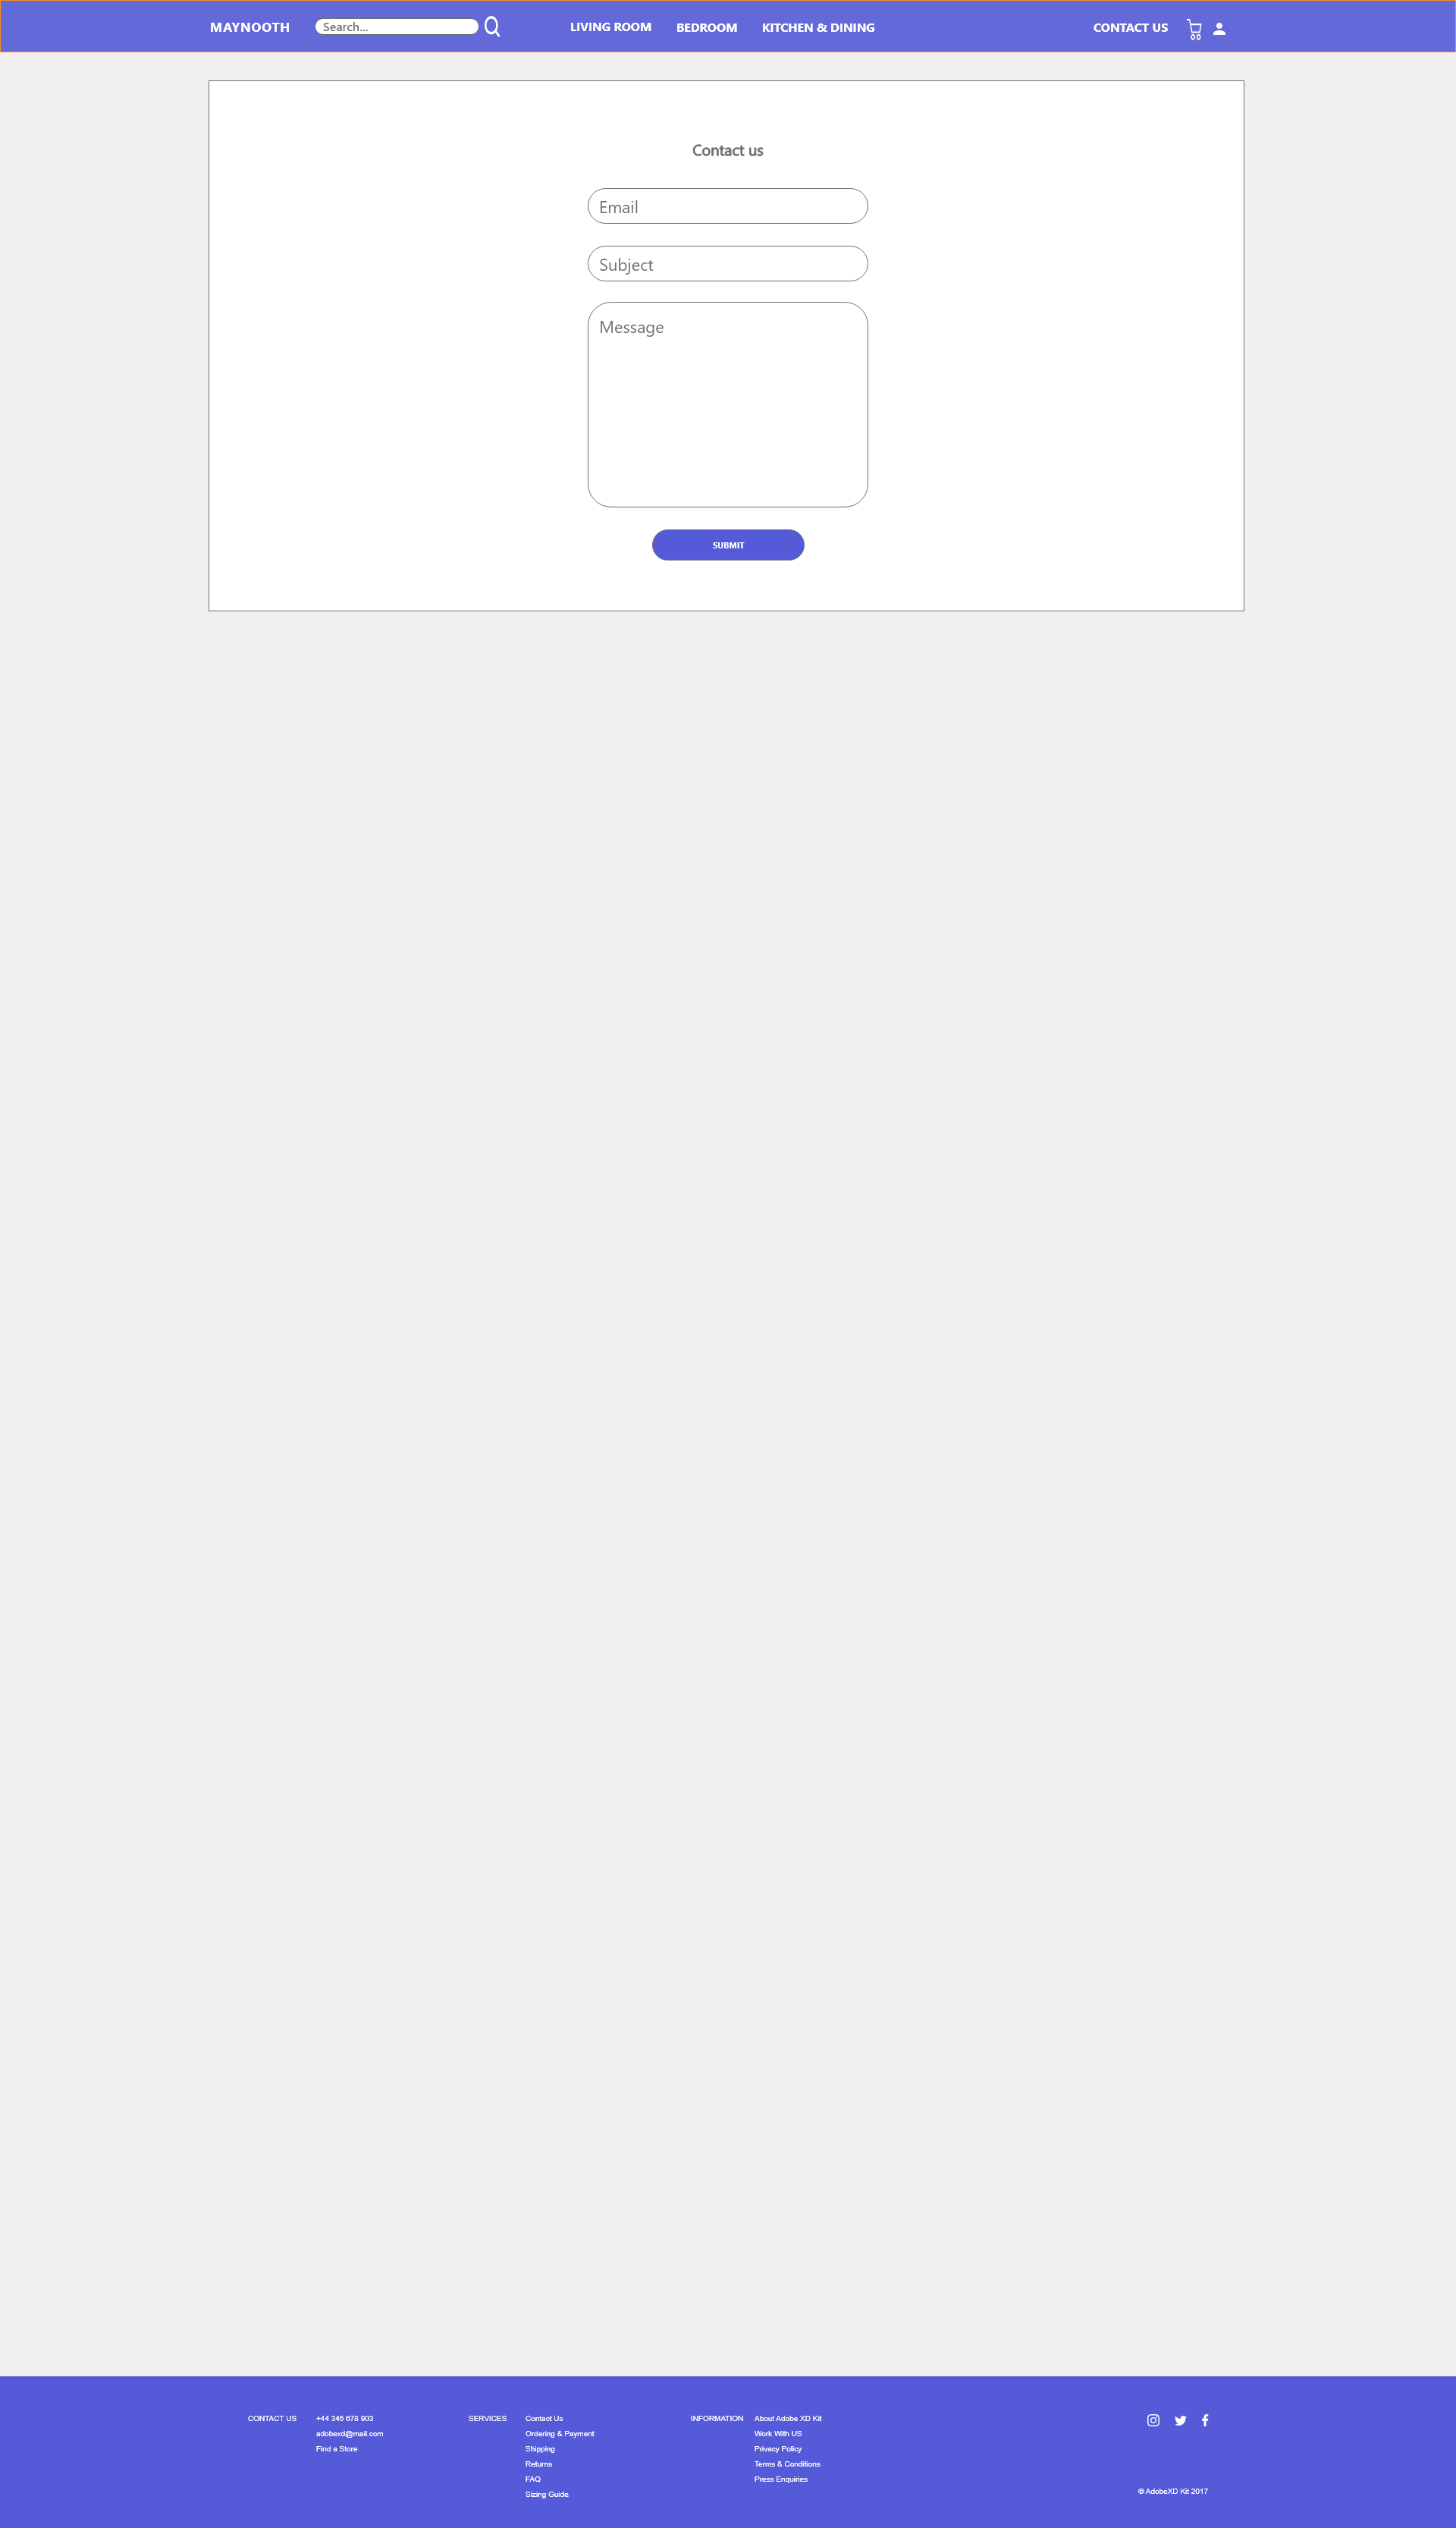 MAYNOOTH Search... LIVING ROOM BEDROOM KITCHEN & DINING CONTACT US
Contact us
Email
Subject
Message
SUBMIT
CONTACT US +44 345 678 903 SERVICES Contact Us INFORMATION About Adobe XD Kit
adobexd@mail.com Ordering & Payment Work With US
Find a Store Shipping Privacy Policy
Returns Terms & Conditions
FAQ Press Enquiries
© AdobeXD Kit 2017
Sizing Guide